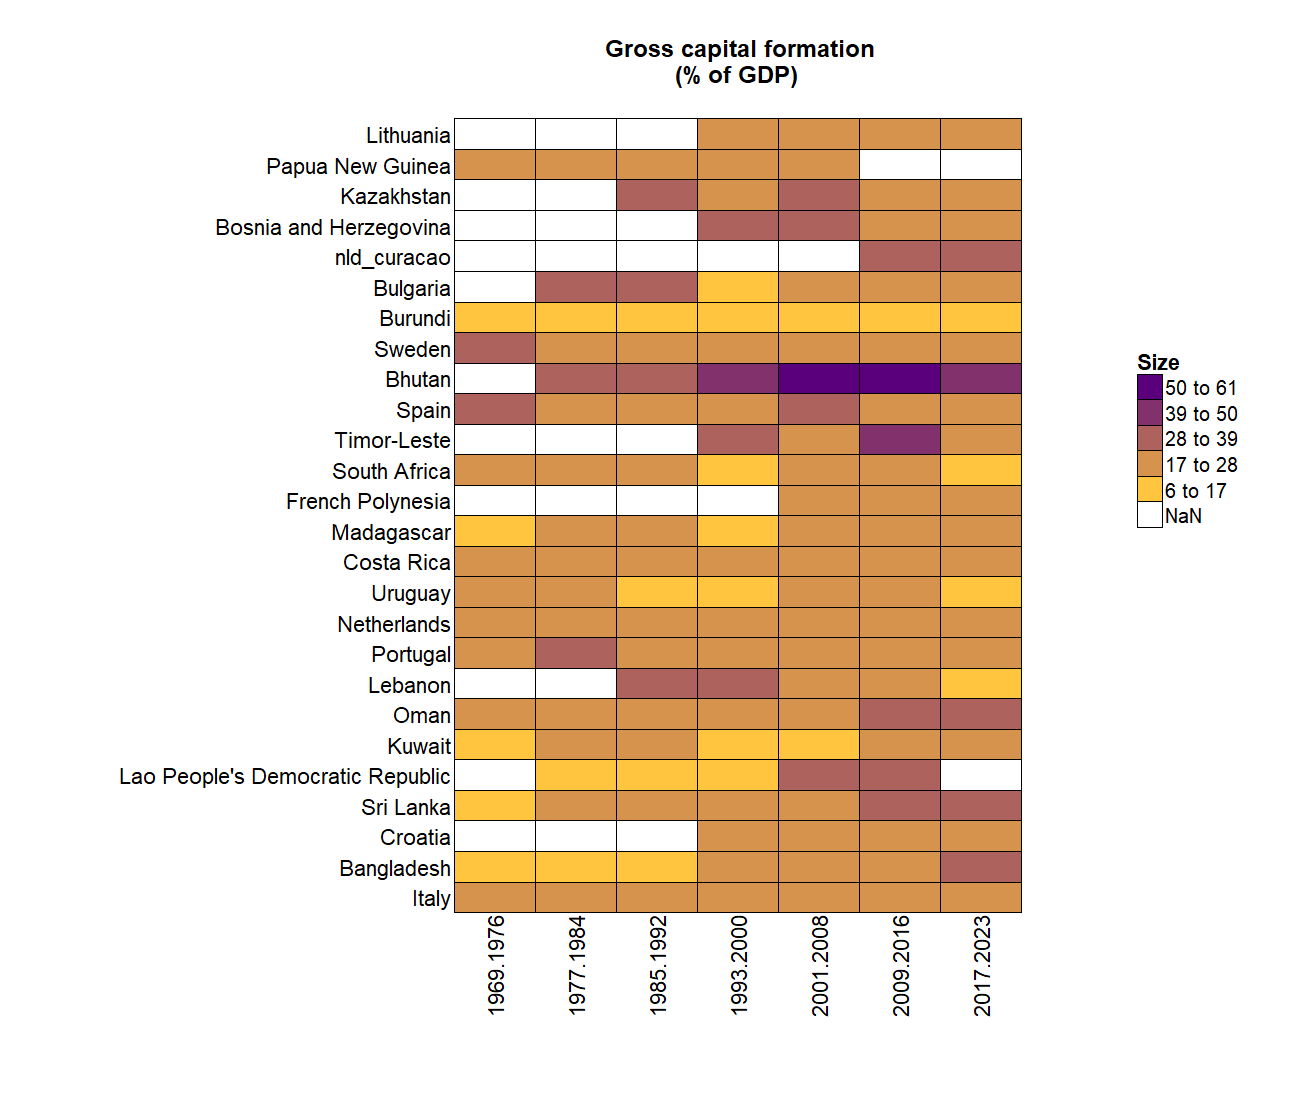 Gross capital formation
(% of GDP)
Lithuania
Papua New Guinea
Kazakhstan
Bosnia and Herzegovina
nld_curacao
Bulgaria
Burundi
Sweden
Bhutan
Spain
Timor-Leste
South Africa
French Polynesia
Madagascar
Costa Rica
Uruguay
Netherlands
Portugal
Lebanon
Oman
Kuwait
Lao People's Democratic Republic
Sri Lanka
Croatia
Bangladesh
Italy
1969.1976
1977.1984
1985.1992
1993.2000
2001.2008
2009.2016
2017.2023
Size
50 to 61
39 to 50
28 to 39
17 to 28
6 to 17
NaN